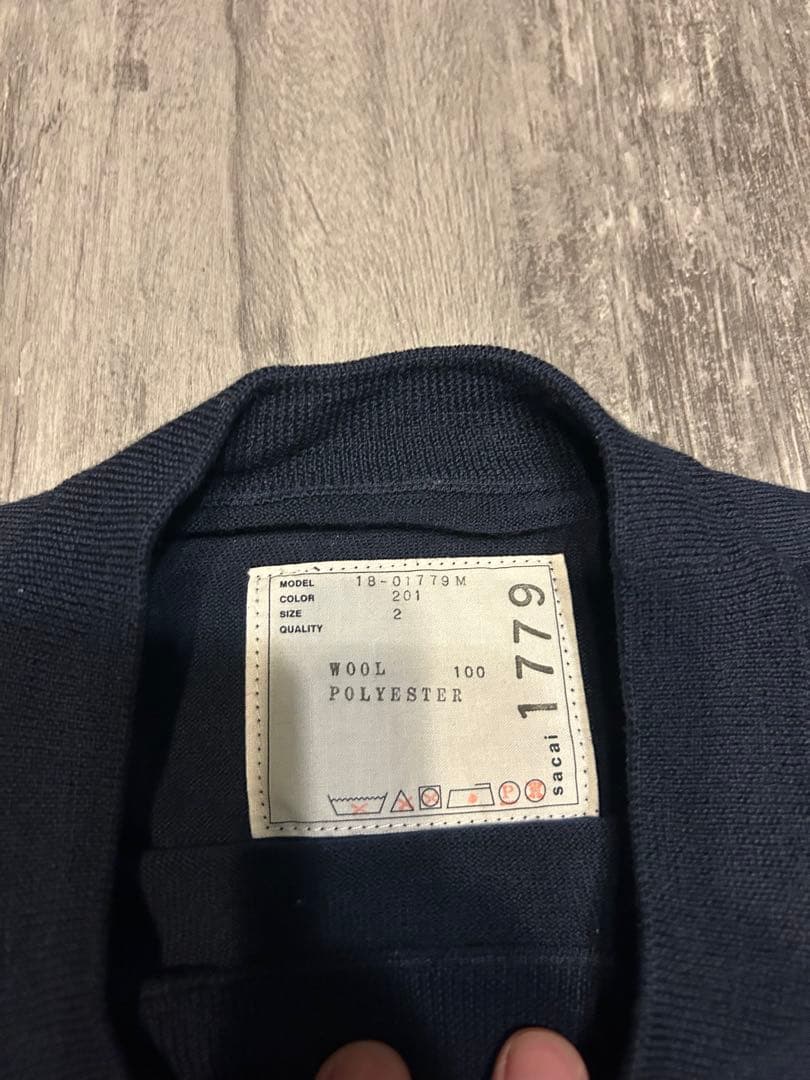 MODEL 18-01779M
COLOR 201
SIZE 2
QUALITY
WOOL 100
POLYESTER
P
sacai 1779